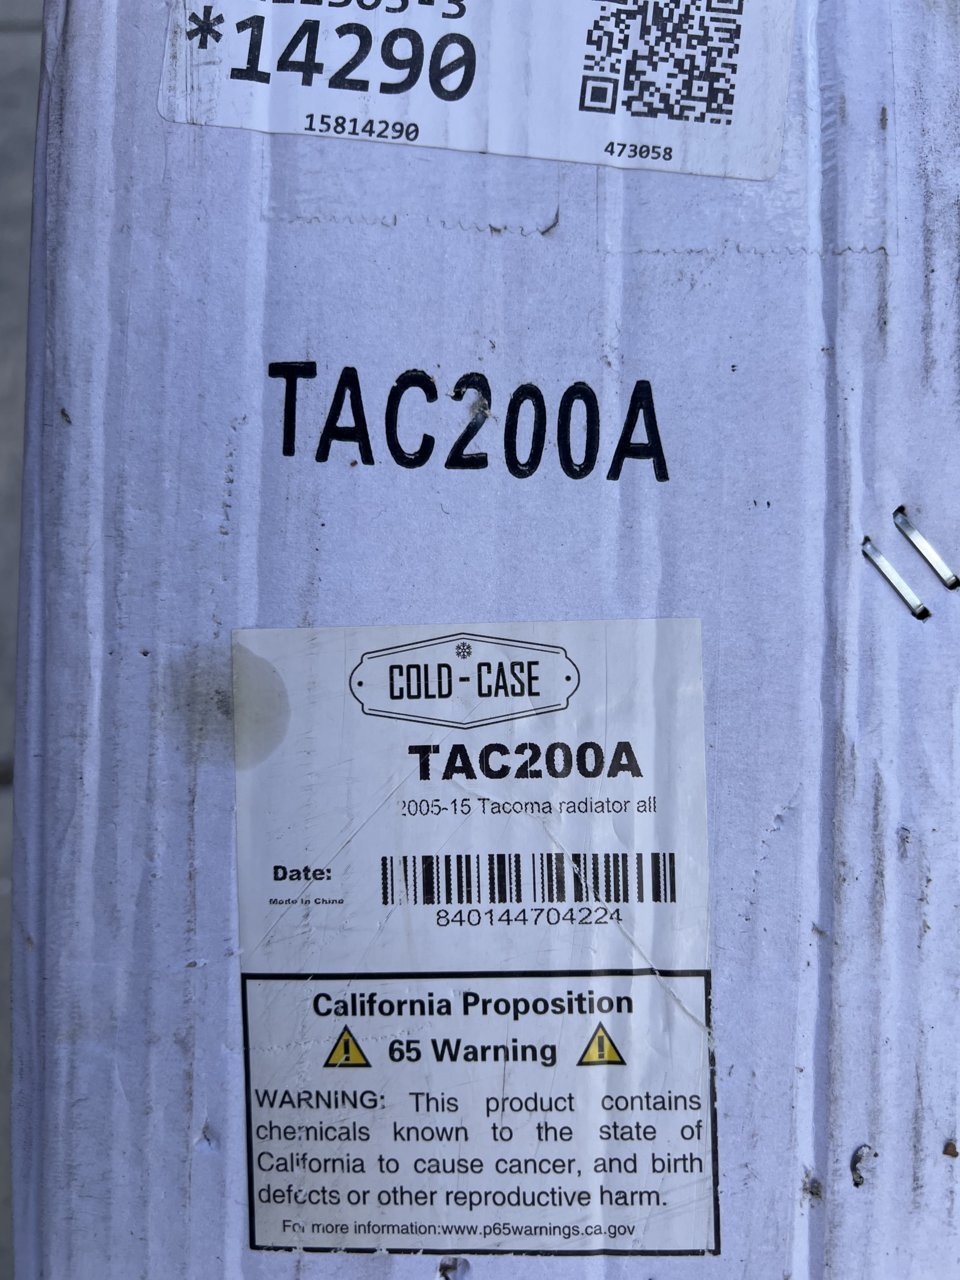 *14290
15814290
473058
TAC200A
COLD-CASE
TAC200A
2005-15 Tacoma radiator all
Date:
Made In China
840144704224
California Proposition
65 Warning
WARNING: This product contains
chemicals known to the state of
California to cause cancer, and birth
defects or other reproductive harm.
For more information:www.p65warnings.ca.gov